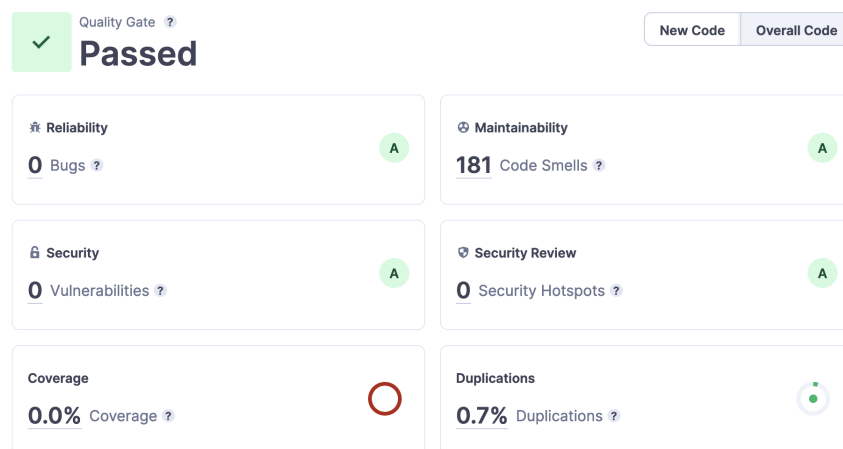 Quality Gate ?
Passed
New Code
Overall Code
Reliability
0 Bugs ?
A
Maintainability
181 Code Smells ?
A
Security
0 Vulnerabilities ?
A
Security Review
0 Security Hotspots ?
A
Coverage
0.0% Coverage ?
Duplications
0.7% Duplications ?